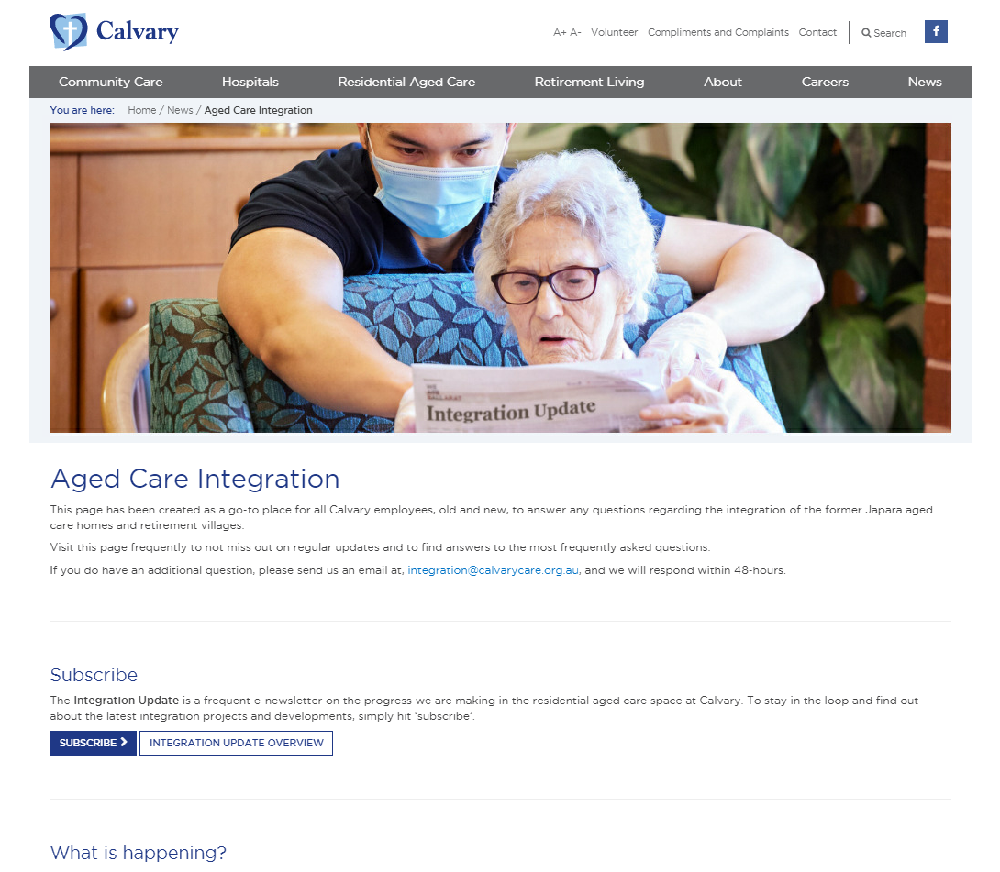 Calvary
A+ A- Volunteer Compliments and Complaints Contact Search f
Community Care Hospitals Residential Aged Care Retirement Living About Careers News
You are here: Home / News / Aged Care Integration
WE
ARE
BALLARAT
Integration Update
Aged Care Integration
This page has been created as a go-to place for all Calvary employees, old and new, to answer any questions regarding the integration of the former Japara aged
care homes and retirement villages.
Visit this page frequently to not miss out on regular updates and to find answers to the most frequently asked questions.
If you do have an additional question, please send us an email at, integration@calvarycare.org.au, and we will respond within 48-hours.
Subscribe
The Integration Update is a frequent e-newsletter on the progress we are making in the residential aged care space at Calvary. To stay in the loop and find out
about the latest integration projects and developments, simply hit ‘subscribe’.
SUBSCRIBE INTEGRATION UPDATE OVERVIEW
What is happening?